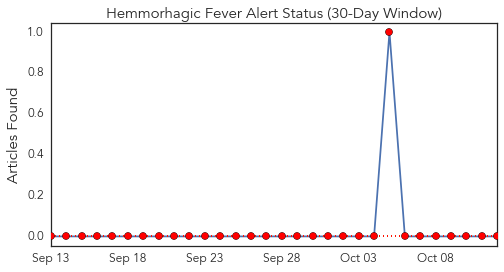 Hemmorhagic Fever Alert Status (30-Day Window)
Articles Found
1.0
0.8
0.6
0.4
0.2
0.0
Sep 13 Sep 18 Sep 23 Sep 28 Oct 03 Oct 08